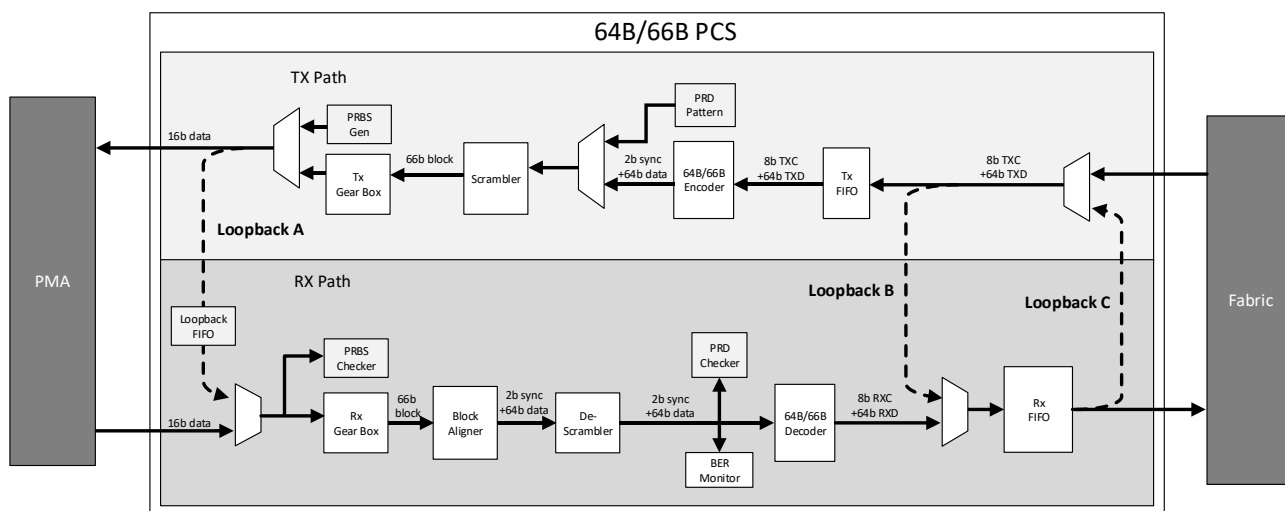 64B/66B PCS
TX Path
PRBS
Gen
PRD
Pattern
16b data
66b block
2b sync
+64b data
8b TXC
+64b TXD
8b TXC
+64b TXD
Tx
Gear Box
Scrambler
64B/66B
Encoder
Tx
FIFO
Loopback A
PMA
RX Path
Loopback B
Loopback C
Fabric
Loopback
FIFO
PRBS
Checker
PRD
Checker
66b
block
2b sync
+64b data
2b sync
+64b data
8b RXC
+64b RXD
16b data
Rx
Gear Box
Block
Aligner
De-
Scrambler
64B/66B
Decoder
Rx
FIFO
BER
Monitor